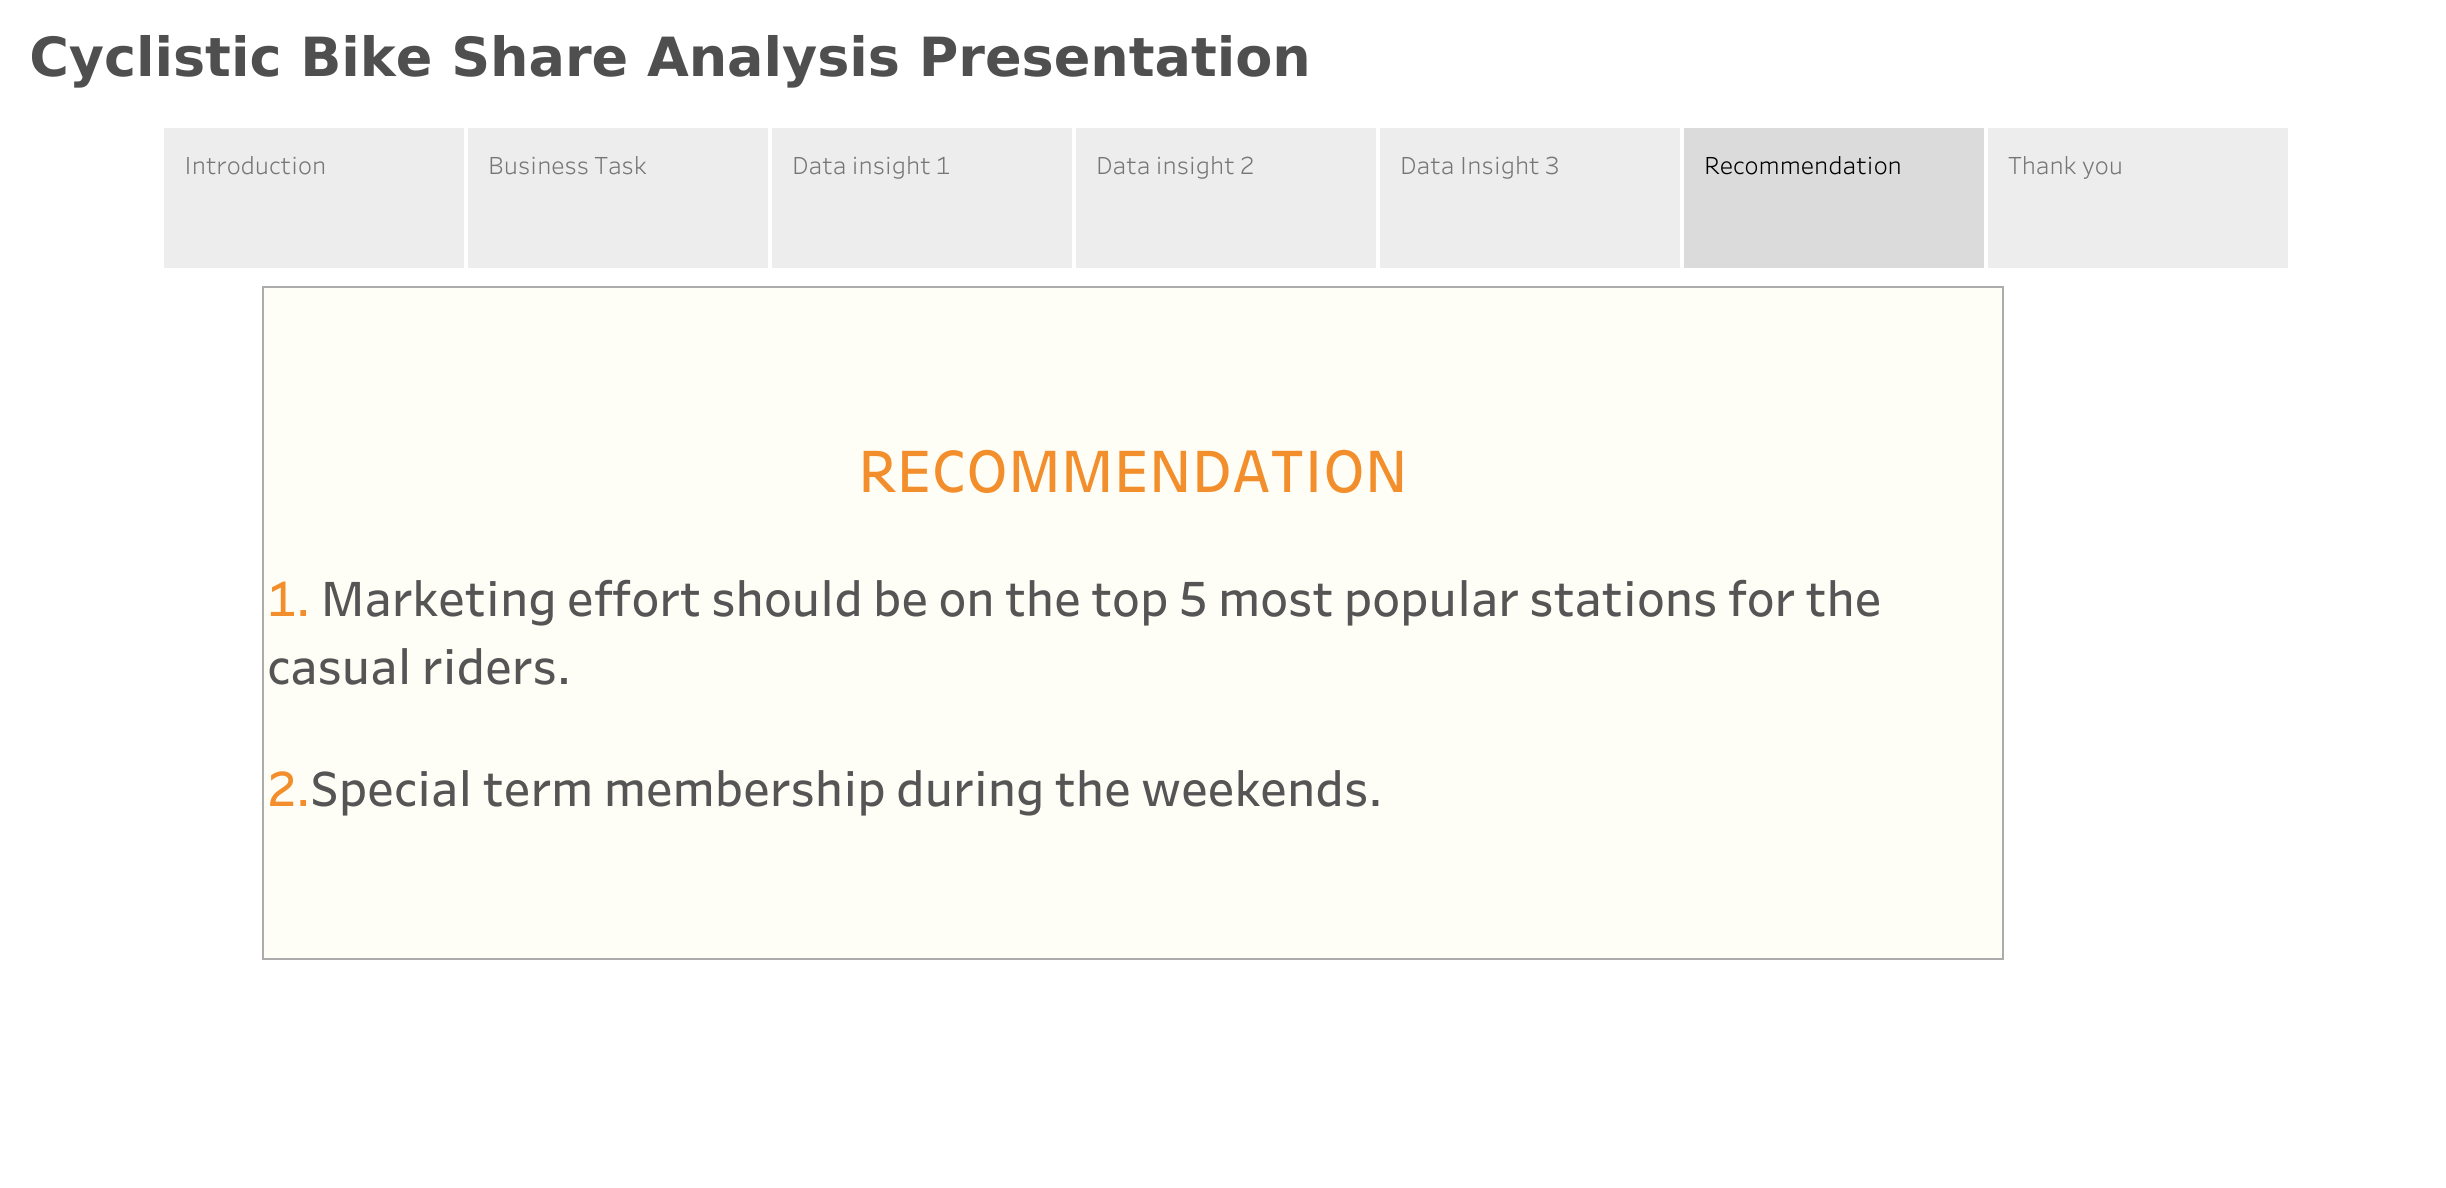 Cyclistic Bike Share Analysis Presentation
Introduction
Business Task
Data insight 1
Data insight 2
Data Insight 3
Recommendation
Thank you
RECOMMENDATION
1. Marketing effort should be on the top 5 most popular stations for the
casual riders.
2.Special term membership during the weekends.